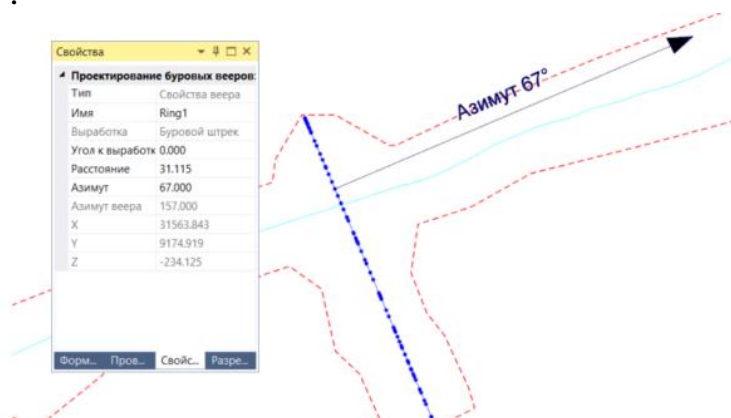 .
Свойства
Проектирование буровых вееров:
Тип Свойства веера
Имя Ring1
Выработка Буровой штрек
Угол к выработк 0.000
Расстояние 31.115
Азимут 67.000
Азимут веера 157.000
X 31563.843
Y 9174.919
Z -234.125
Форм... Пров... Свойс... Разре...
Азимут 67°